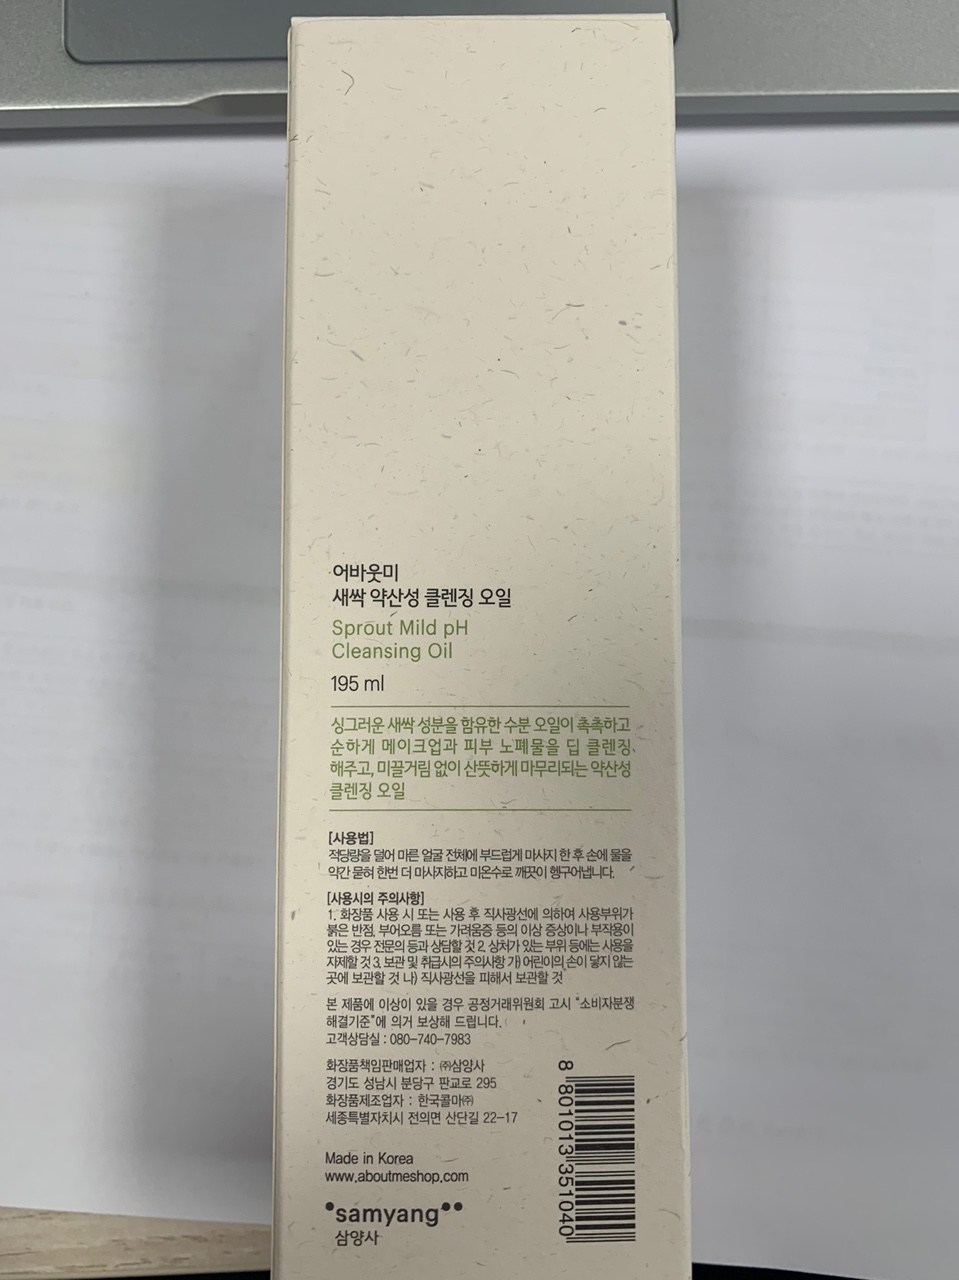 어바웃미
새싹 약산성 클렌징 오일
Sprout Mild pH
Cleansing Oil
195 ml
싱그러운 새싹 성분을 함유한 수분 오일이 촉촉하고
순하게 메이크업과 피부 노폐물을 딥 클렌징
해주고, 미끌거림 없이 산뜻하게 마무리되는 약산성
클렌징 오일
[사용법]
적당량을 덜어 마른 얼굴 전체에 부드럽게 마사지 한 후 손에 물을
약간 묻혀 한번 더 마사지하고 미온수로 깨끗이 헹구어냅니다.
[사용시의 주의사항]
1. 화장품 사용 시 또는 사용 후 직사광선에 의하여 사용부위가
붉은 반점, 부어오름 또는 가려움증 등의 이상 증상이나 부작용이
있는 경우 전문의 등과 상담할 것 2. 상처가 있는 부위 등에는 사용을
자제할 것 3. 보관 및 취급시의 주의사항 가) 어린이의 손이 닿지 않는
곳에 보관할 것 나) 직사광선을 피해서 보관할 것
본 제품에 이상이 있을 경우 공정거래위원회 고시 "소비자분쟁
해결기준"에 의거 보상해 드립니다.
고객상담실 : 080-740-7983
화장품책임판매업자 : ㈜삼양사
경기도 성남시 분당구 판교로 295
화장품제조업자 : 한국콜마㈜
세종특별자치시 전의면 산단길 22-17
Made in Korea
www.aboutmeshop.com
samyang
삼양사
8 801013 351040